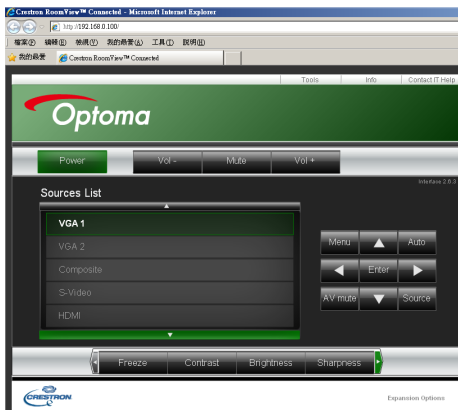 Crestron RoomView™ Connected - Microsoft Internet Explorer
http://192.168.0.100/
檔案(F) 編輯(E) 檢視(V) 我的最愛(A) 工具(T) 說明(H)
我的最愛 Crestron RoomView™ Connected
Tools Info Contact IT Help
Optoma
Power Vol - Mute Vol +
Interface 2.6.3
Sources List
VGA 1
VGA 2
Composite
S-Video
HDMI
Menu Auto
Enter
AV mute Source
Freeze Contrast Brightness Sharpness
CRESTRON
Expansion Options